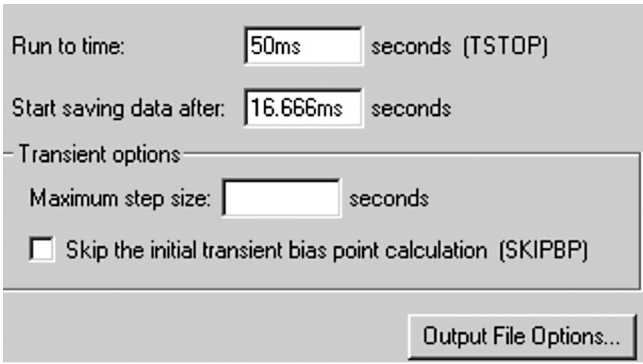 Run to time: 50ms seconds (TSTOP)
Start saving data after: 16.666ms seconds
Transient options
Maximum step size: seconds
Skip the initial transient bias point calculation (SKIPBP)
Output File Options...